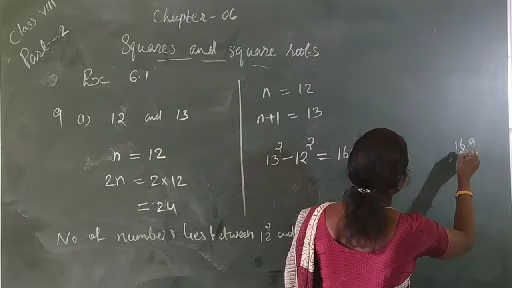 Class VIII
Part-2
Chapter-06
Squares and square roots
Ex 6.1
9 (i) 12 and 13
n = 12
2n = 2×12
= 24
No of numbers lies between 12² and
n = 12
n+1 = 13
13² - 12² = 16
169